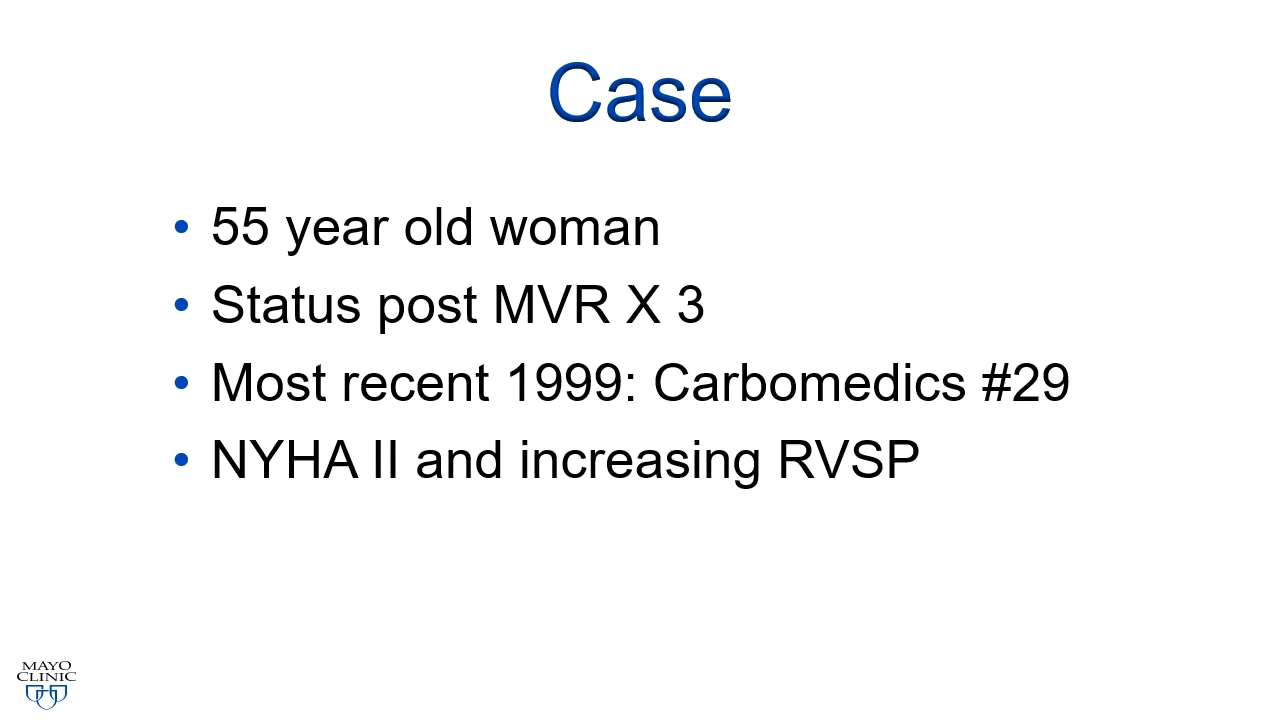 Case
• 55 year old woman
• Status post MVR X 3
• Most recent 1999: Carbomedics #29
• NYHA II and increasing RVSP
MAYO
CLINIC